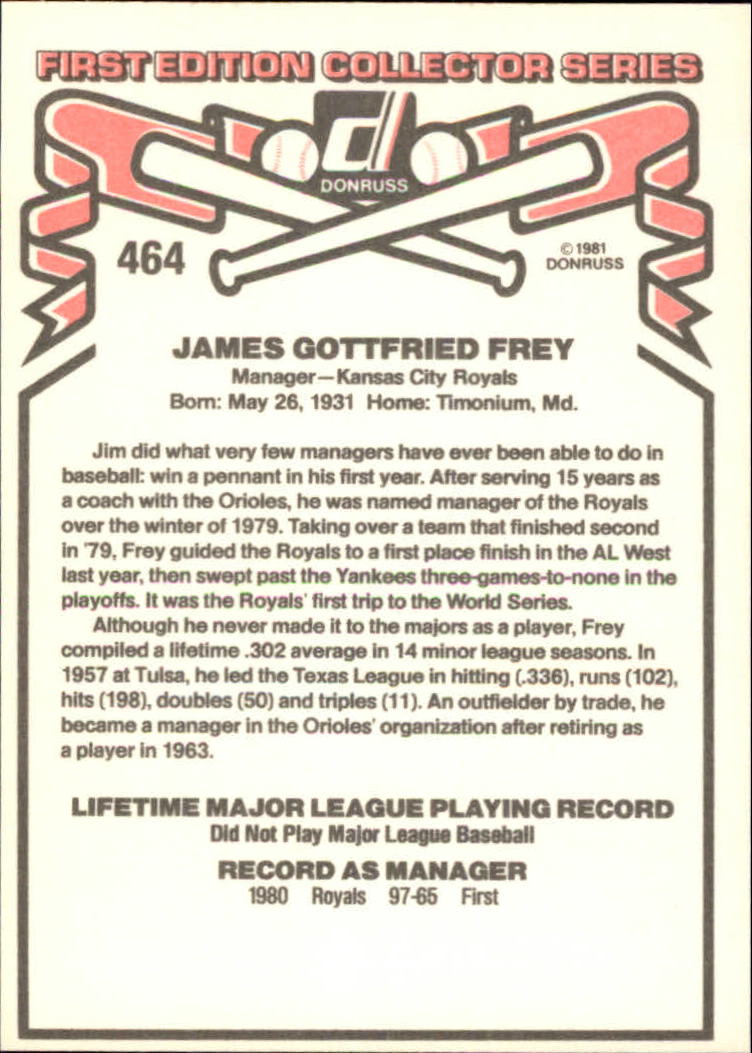 FIRST EDITION COLLECTOR SERIES
d
DONRUSS
464
© 1981
DONRUSS
JAMES GOTTFRIED FREY
Manager—Kansas City Royals
Born: May 26, 1931 Home: Timonium, Md.
Jim did what very few managers have ever been able to do in
baseball: win a pennant in his first year. After serving 15 years as
a coach with the Orioles, he was named manager of the Royals
over the winter of 1979. Taking over a team that finished second
in '79, Frey guided the Royals to a first place finish in the AL West
last year, then swept past the Yankees three-games-to-none in the
playoffs. It was the Royals' first trip to the World Series.
Although he never made it to the majors as a player, Frey
compiled a lifetime .302 average in 14 minor league seasons. In
1957 at Tulsa, he led the Texas League in hitting (.336), runs (102),
hits (198), doubles (50) and triples (11). An outfielder by trade, he
became a manager in the Orioles' organization after retiring as
a player in 1963.
LIFETIME MAJOR LEAGUE PLAYING RECORD
Did Not Play Major League Baseball
RECORD AS MANAGER
1980 Royals 97-65 First